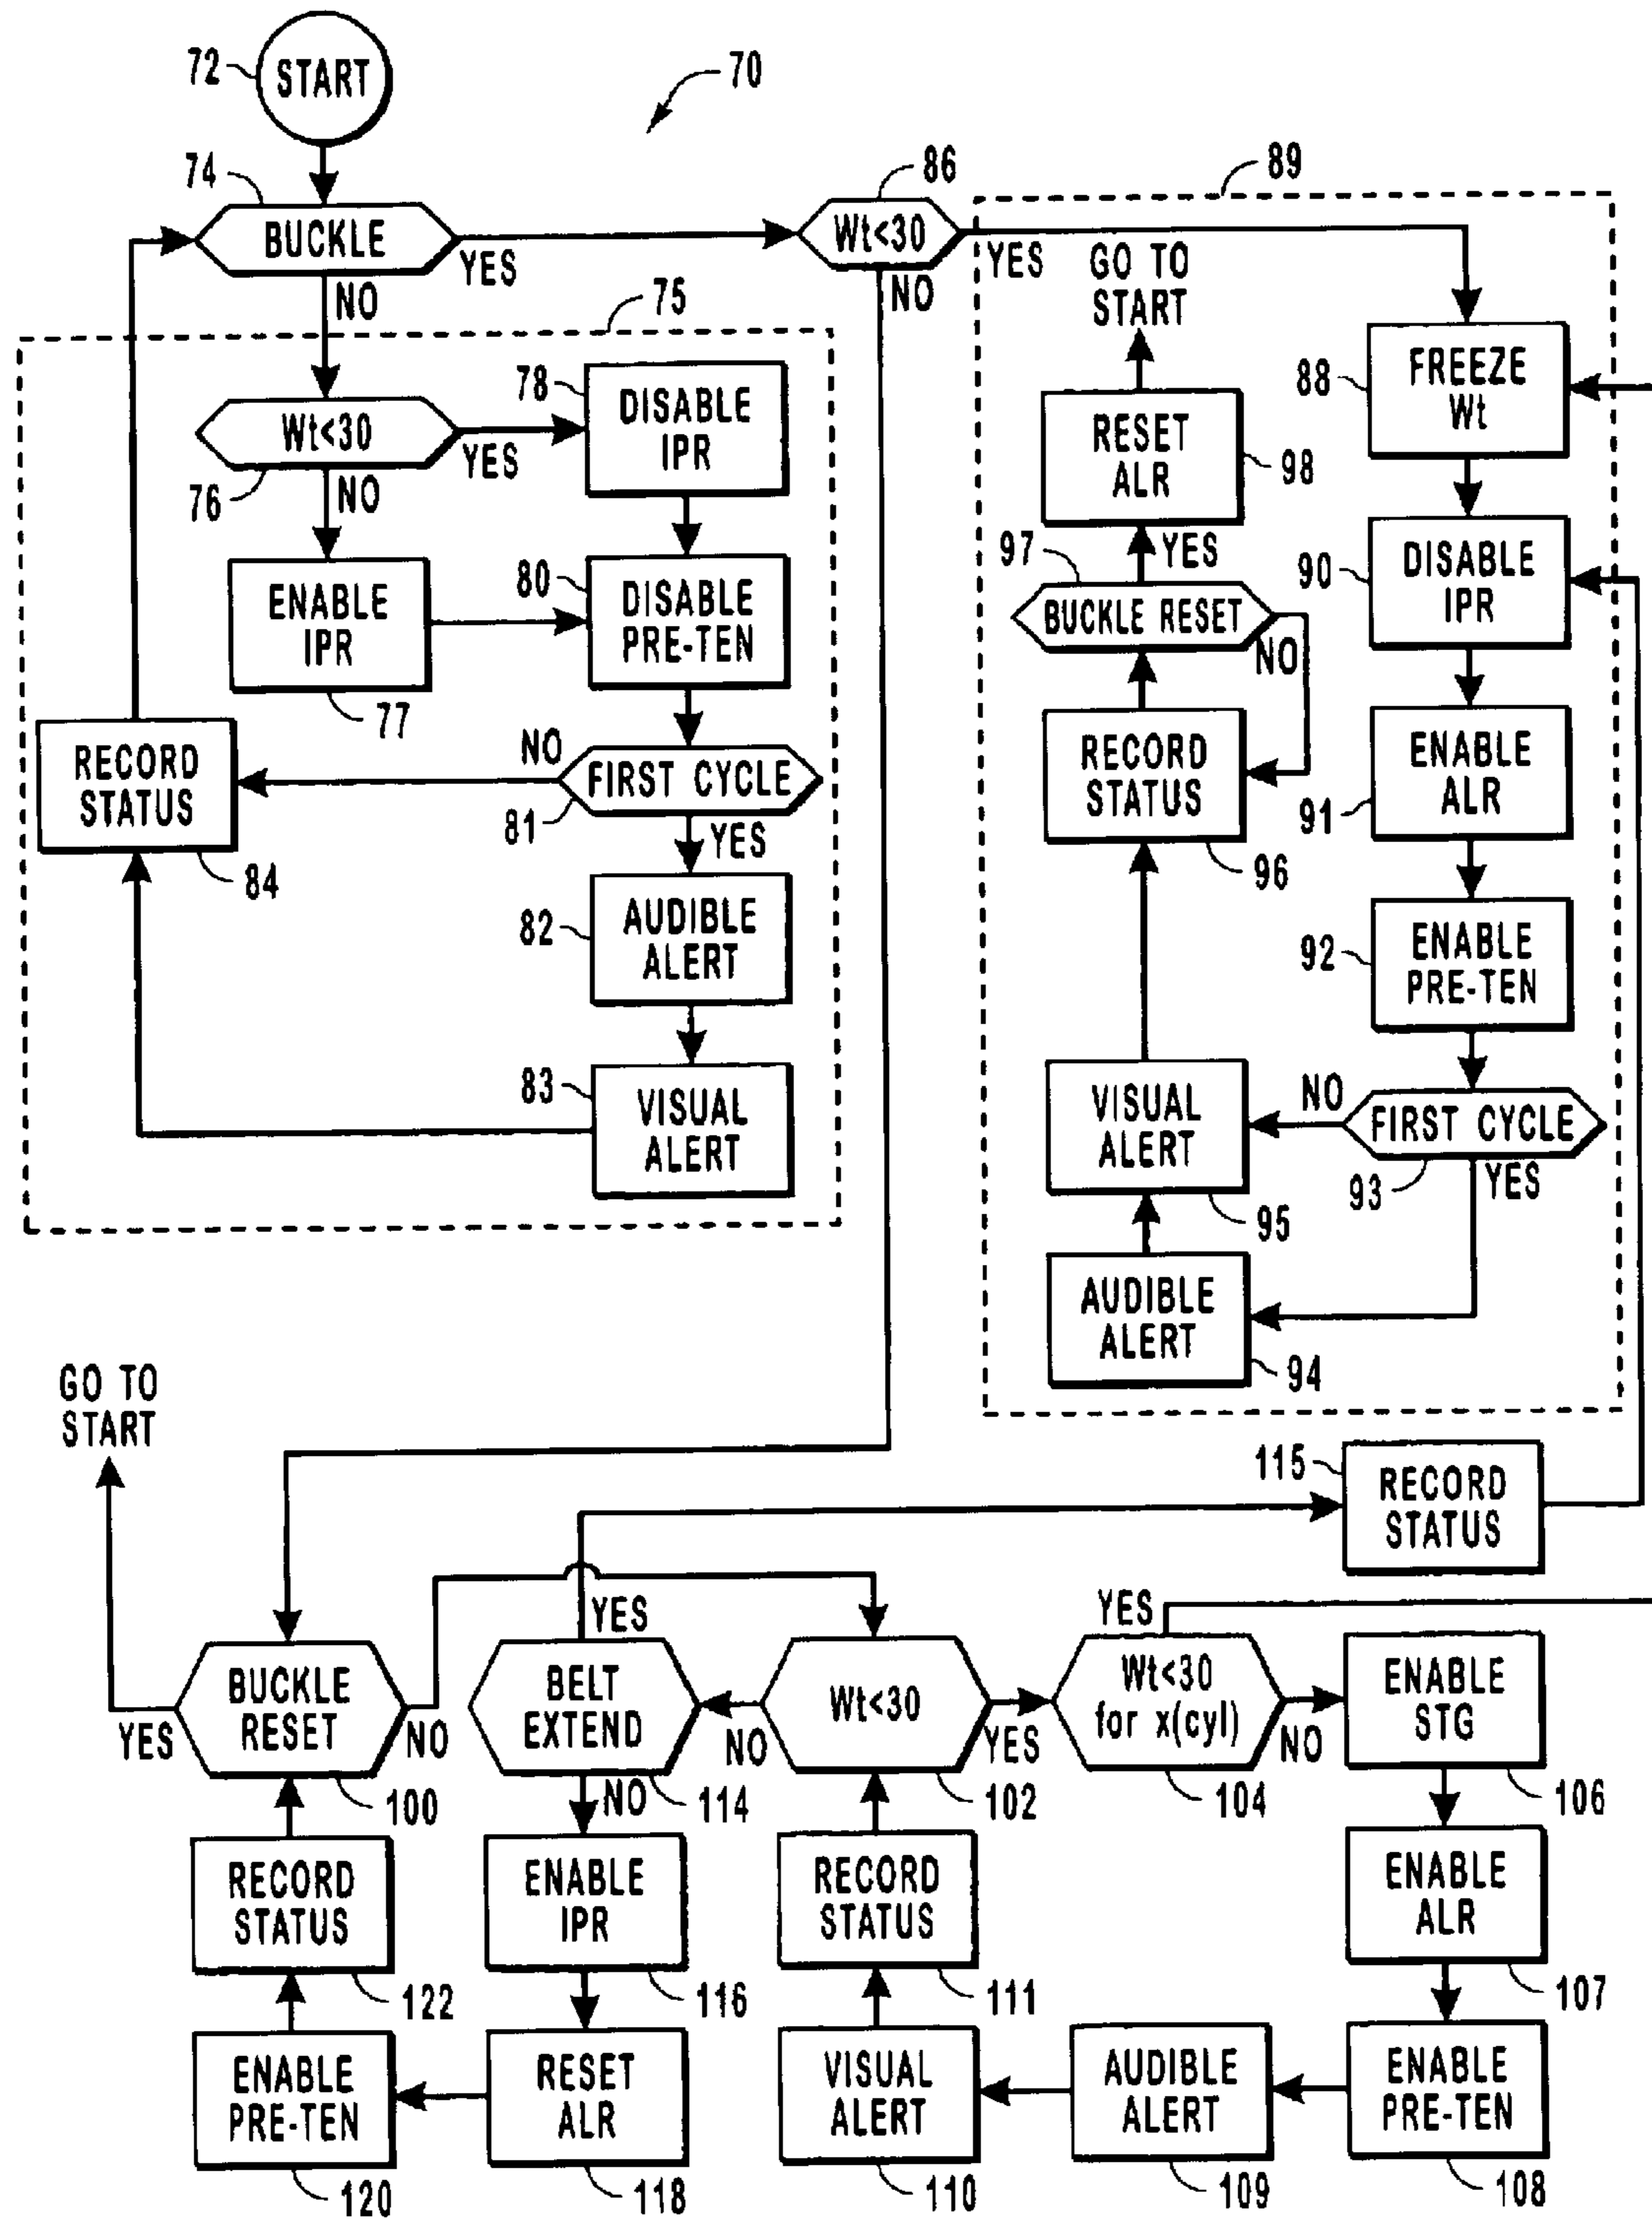 72
START
70
74
BUCKLE
YES
NO
86
Wt<30
YES
NO
89
75
76
Wt<30
YES
NO
78
DISABLE
IPR
ENABLE
IPR
77
80
DISABLE
PRE-TEN
NO
FIRST CYCLE
81
YES
RECORD
STATUS
84
82
AUDIBLE
ALERT
83
VISUAL
ALERT
GO TO
START
RESET
ALR
98
YES
97
BUCKLE RESET
NO
RECORD
STATUS
96
88
FREEZE
Wt
90
DISABLE
IPR
91
ENABLE
ALR
92
ENABLE
PRE-TEN
NO
FIRST CYCLE
93
YES
VISUAL
ALERT
95
AUDIBLE
ALERT
94
GO TO
START
115
RECORD
STATUS
YES
BUCKLE
RESET
NO
100
YES
BELT
EXTEND
NO
114
NO
Wt<30
YES
102
YES
Wt<30
for x(cyl)
NO
104
ENABLE
STG
106
RECORD
STATUS
122
ENABLE
IPR
116
RECORD
STATUS
111
ENABLE
ALR
107
ENABLE
PRE-TEN
120
RESET
ALR
118
VISUAL
ALERT
110
AUDIBLE
ALERT
109
ENABLE
PRE-TEN
108